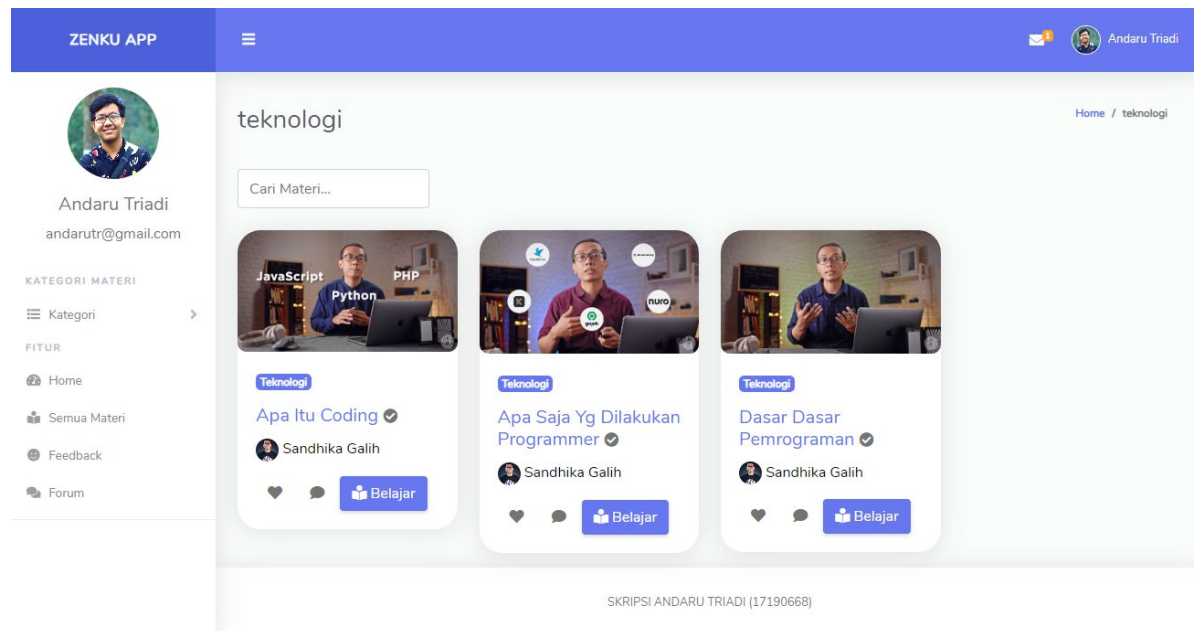 ZENKU APP
1
Andaru Triadi
Andaru Triadi
andarutr@gmail.com
KATEGORI MATERI
Kategori
FITUR
Home
Semua Materi
Feedback
Forum
teknologi
Home / teknologi
Cari Materi...
JavaScript
PHP
Python
Teknologi
Apa Itu Coding
Sandhika Galih
Belajar
nuro
gojek
Teknologi
Apa Saja Yg Dilakukan
Programmer
Sandhika Galih
Belajar
Teknologi
Dasar Dasar
Pemrograman
Sandhika Galih
Belajar
SKRIPSI ANDARU TRIADI (17190668)